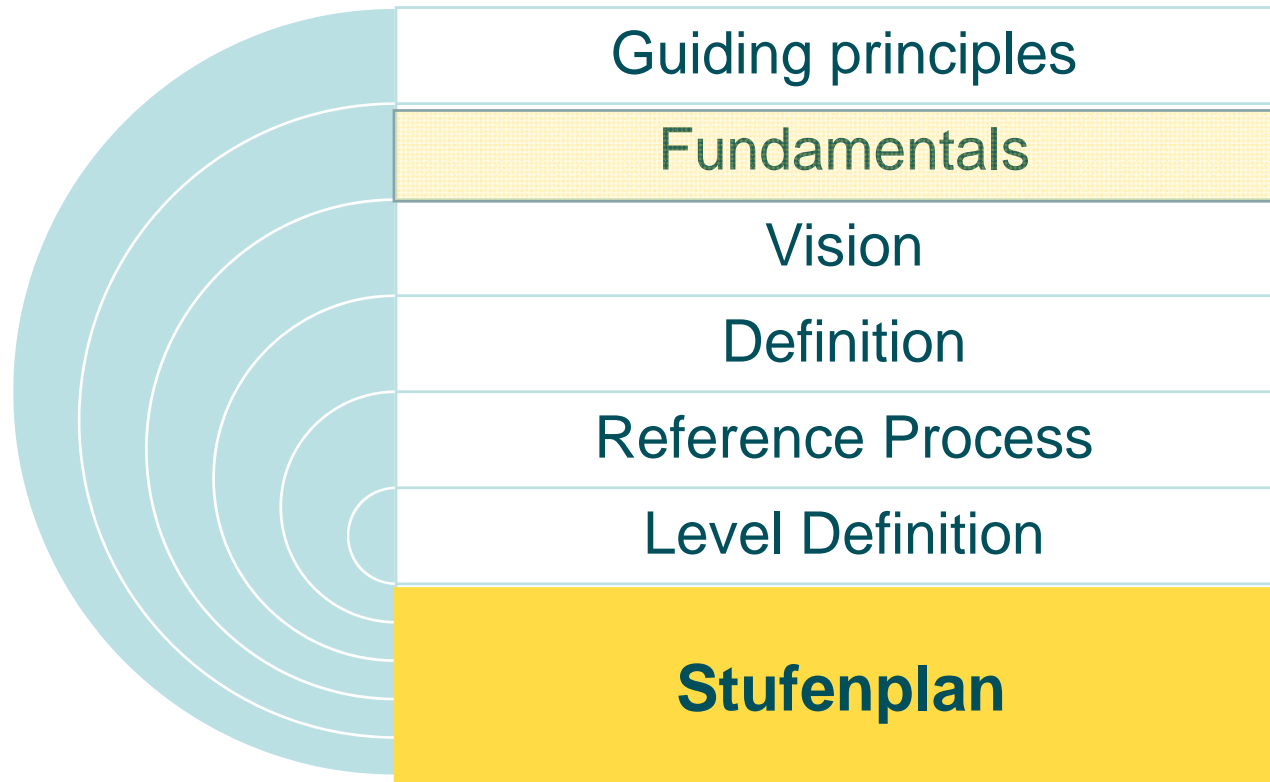 Guiding principles
Fundamentals
Vision
Definition
Reference Process
Level Definition
Stufenplan